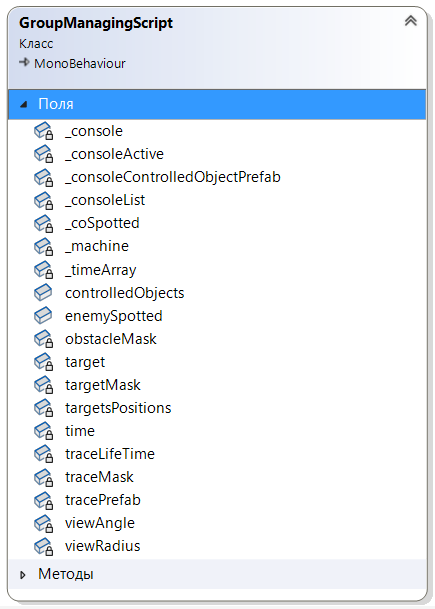 GroupManagingScript
Класс
MonoBehaviour
Поля
_console
_consoleActive
_consoleControlledObjectPrefab
_consoleList
_coSpotted
_machine
_timeArray
controlledObjects
enemySpotted
obstacleMask
target
targetMask
targetsPositions
time
traceLifeTime
traceMask
tracePrefab
viewAngle
viewRadius
Методы